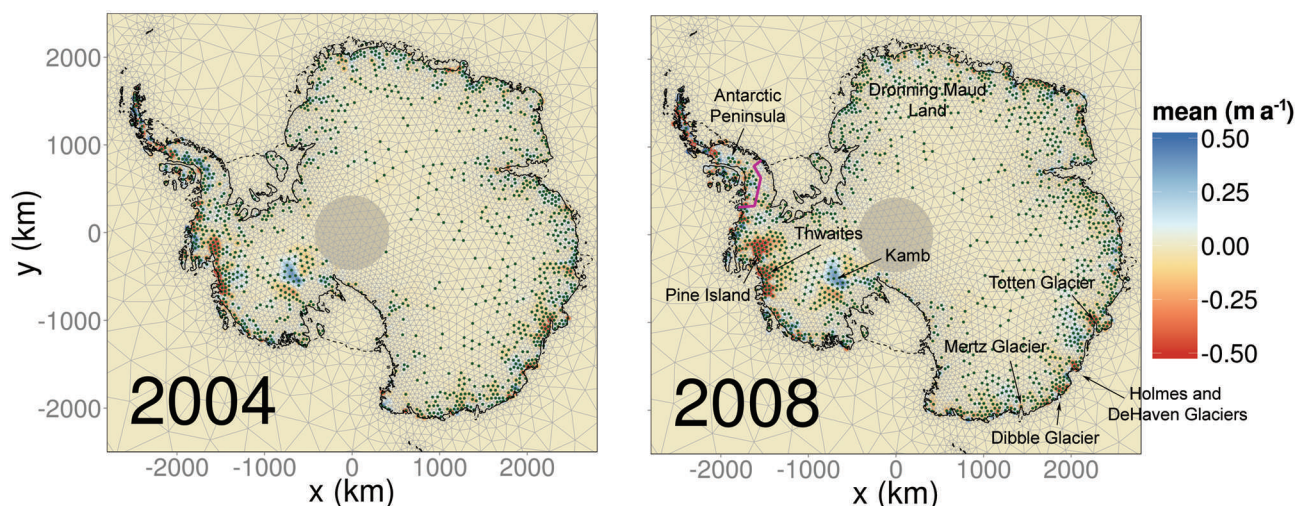 2000
1000
0
-1000
-2000
y (km)
2004
-2000
-1000
0
1000
2000
x (km)
Antarctic
Peninsula
Dronning Maud
Land
Thwaites
Kamb
Pine Island
Totten Glacier
Mertz Glacier
Holmes and
DeHaven Glaciers
Dibble Glacier
2008
-2000
-1000
0
1000
2000
x (km)
mean (m a⁻¹)
0.50
0.25
0.00
-0.25
-0.50